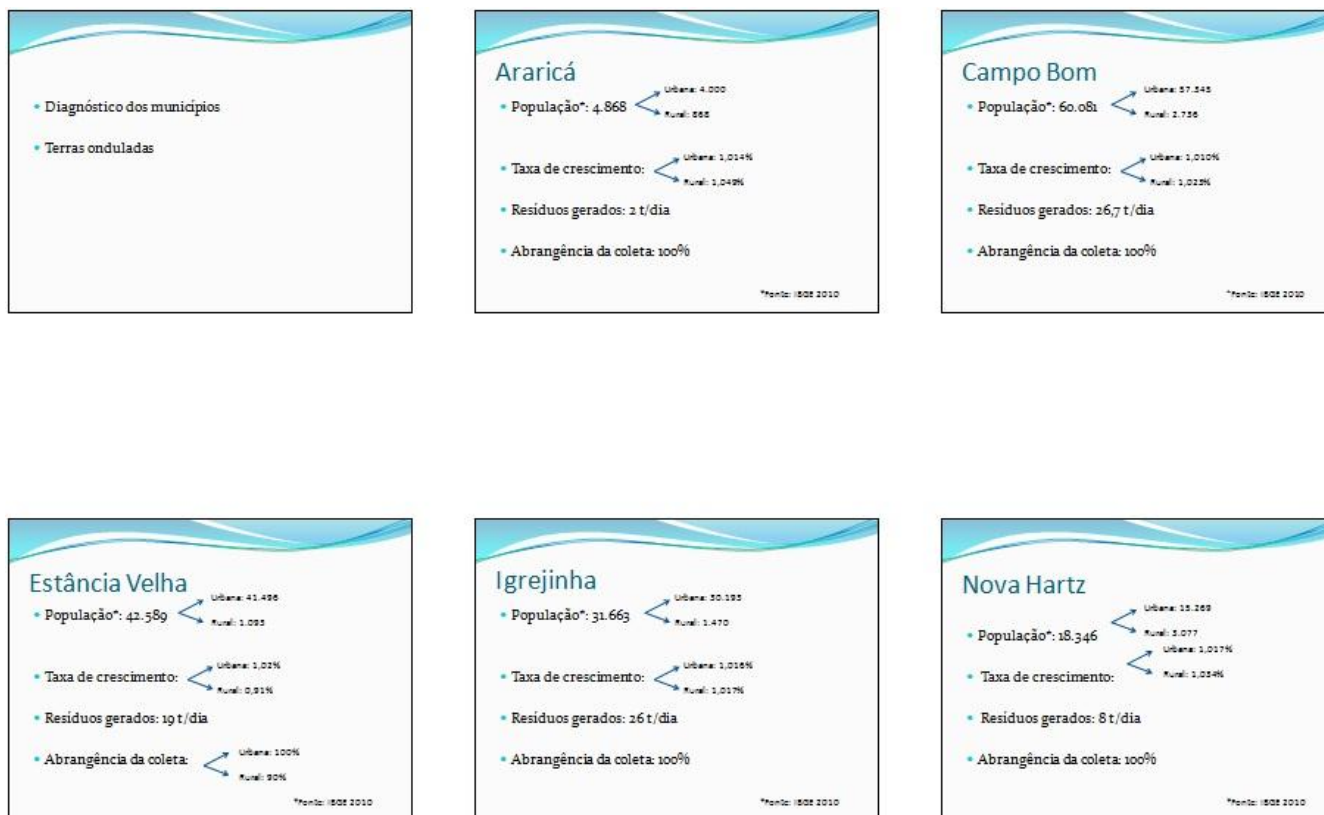 • Diagnóstico dos municípios
• Terras onduladas
Araricá
• População*: 4.868
Urbana: 4.000
Rural: 868
• Taxa de crescimento:
Urbana: 1,014%
Rural: 1,049%
• Resíduos gerados: 2 t/dia
• Abrangência da coleta: 100%
*Fonte: IBGE 2010
Campo Bom
• População*: 60.081
Urbana: 57.345
Rural: 2.736
• Taxa de crescimento:
Urbana: 1,010%
Rural: 1,023%
• Resíduos gerados: 26,7 t/dia
• Abrangência da coleta: 100%
*Fonte: IBGE 2010
Estância Velha
• População*: 42.589
Urbana: 41.496
Rural: 1.093
• Taxa de crescimento:
Urbana: 1,02%
Rural: 0,91%
• Resíduos gerados: 19 t/dia
• Abrangência da coleta:
Urbana: 100%
Rural: 90%
*Fonte: IBGE 2010
Igrejinha
• População*: 31.663
Urbana: 30.193
Rural: 1.470
• Taxa de crescimento:
Urbana: 1,016%
Rural: 1,017%
• Resíduos gerados: 26 t/dia
• Abrangência da coleta: 100%
*Fonte: IBGE 2010
Nova Hartz
• População*: 18.346
Urbana: 15.269
Rural: 3.077
• Taxa de crescimento:
Urbana: 1,017%
Rural: 1,034%
• Resíduos gerados: 8 t/dia
• Abrangência da coleta: 100%
*Fonte: IBGE 2010